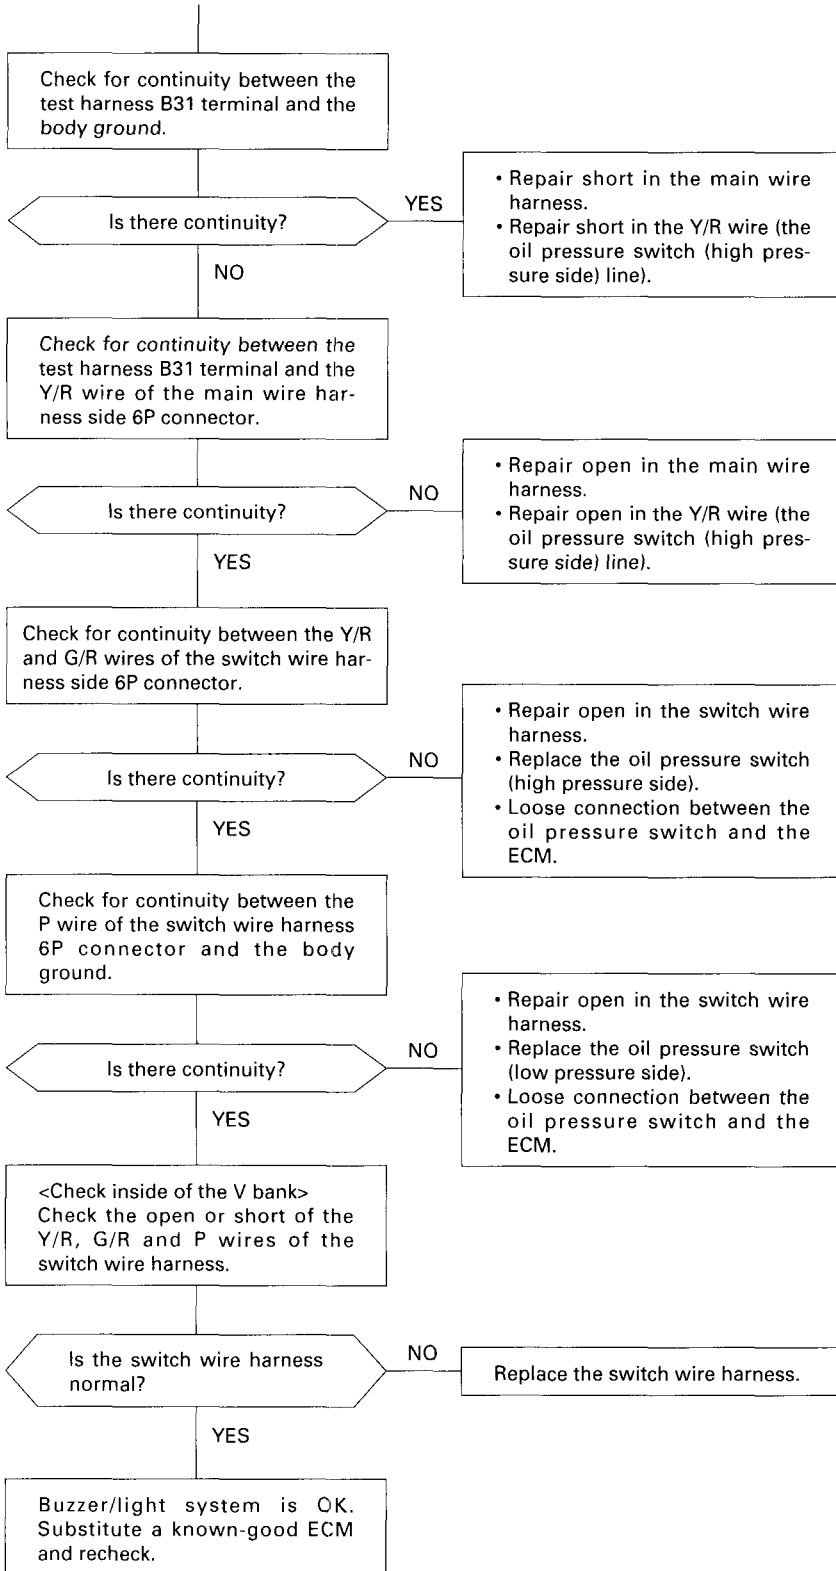 Check for continuity between the
test harness B31 terminal and the
body ground.
Is there continuity?
YES
• Repair short in the main wire
harness.
• Repair short in the Y/R wire (the
oil pressure switch (high pres-
sure side) line).
NO
Check for continuity between the
test harness B31 terminal and the
Y/R wire of the main wire har-
ness side 6P connector.
Is there continuity?
NO
• Repair open in the main wire
harness.
• Repair open in the Y/R wire (the
oil pressure switch (high pres-
sure side) line).
YES
Check for continuity between the Y/R
and G/R wires of the switch wire har-
ness side 6P connector.
Is there continuity?
NO
• Repair open in the switch wire
harness.
• Replace the oil pressure switch
(high pressure side).
• Loose connection between the
oil pressure switch and the
ECM.
YES
Check for continuity between the
P wire of the switch wire harness
6P connector and the body
ground.
Is there continuity?
NO
• Repair open in the switch wire
harness.
• Replace the oil pressure switch
(low pressure side).
• Loose connection between the
oil pressure switch and the
ECM.
YES
<Check inside of the V bank>
Check the open or short of the
Y/R, G/R and P wires of the
switch wire harness.
Is the switch wire harness
normal?
NO
Replace the switch wire harness.
YES
Buzzer/light system is OK.
Substitute a known-good ECM
and recheck.